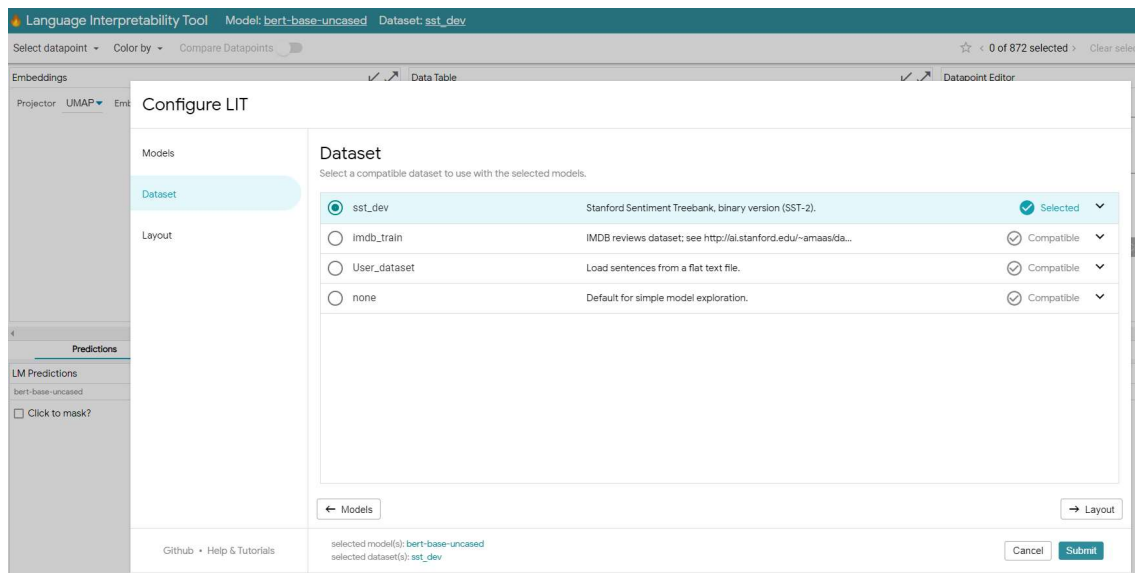 Language Interpretability Tool Model: bert-base-uncased Dataset: sst_dev
Select datapoint Color by Compare Datapoints < 0 of 872 selected > Clear sele
Embeddings Data Table Datapoint Editor
Projector UMAP Emb
Configure LIT
Models
Dataset
Layout
Dataset
Select a compatible dataset to use with the selected models.
sst_dev Stanford Sentiment Treebank, binary version (SST-2). Selected
imdb_train IMDB reviews dataset; see http://ai.stanford.edu/~amaas/da... Compatible
User_dataset Load sentences from a flat text file. Compatible
none Default for simple model exploration. Compatible
← Models → Layout
Predictions
LM Predictions
bert-base-uncased
Click to mask?
Github • Help & Tutorials
selected model(s): bert-base-uncased
selected dataset(s): sst_dev
Cancel Submit